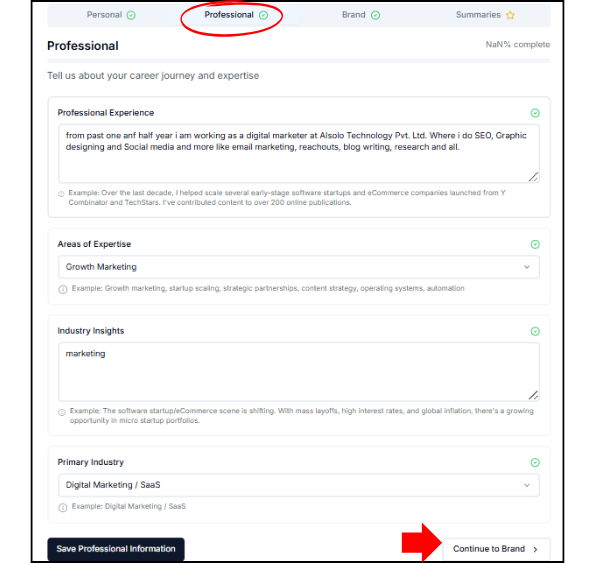 Personal
Professional
Brand
Summaries
Professional
NaN% complete
Tell us about your career journey and expertise
Professional Experience
from past one anf half year i am working as a digital marketer at Alsolo Technology Pvt. Ltd. Where i do SEO, Graphic
designing and Social media and more like email marketing, reachouts, blog writing, research and all.
Example: Over the last decade, I helped scale several early-stage software startups and eCommerce companies launched from Y
Combinator and TechStars. I've contributed content to over 200 online publications.
Areas of Expertise
Growth Marketing
Example: Growth marketing, startup scaling, strategic partnerships, content strategy, operating systems, automation
Industry Insights
marketing
Example: The software startup/eCommerce scene is shifting. With mass layoffs, high interest rates, and global inflation, there's a growing
opportunity in micro startup portfolios.
Primary Industry
Digital Marketing / SaaS
Example: Digital Marketing / SaaS
Save Professional Information
Continue to Brand